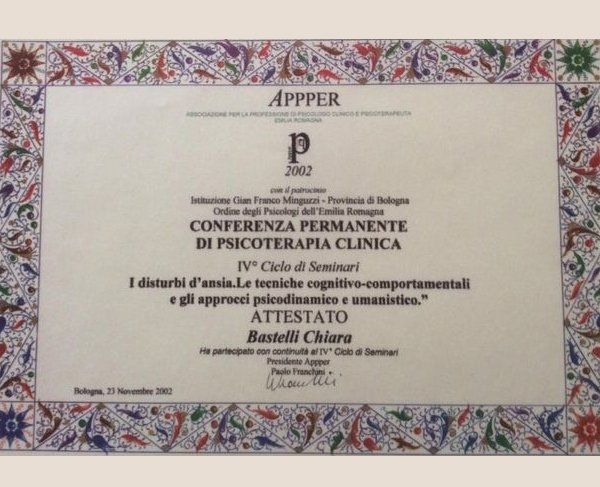 APPPER
ASSOCIAZIONE PER LA PROFESSIONE DI PSICOLOGO CLINICO E PSICOTERAPEUTA
EMILIA ROMAGNA
p
2002
con il patrocinio
Istituzione Gian Franco Minguzzi - Provincia di Bologna
Ordine degli Psicologi dell'Emilia Romagna
CONFERENZA PERMANENTE
DI PSICOTERAPIA CLINICA
IV° Ciclo di Seminari
I disturbi d'ansia.Le tecniche cognitivo-comportamentali
e gli approcci psicodinamico e umanistico."
ATTESTATO
Bastelli Chiara
Ha partecipato con continuità al IV° Ciclo di Seminari
Presidente Appper
Paolo Franchini
Bologna, 23 Novembre 2002